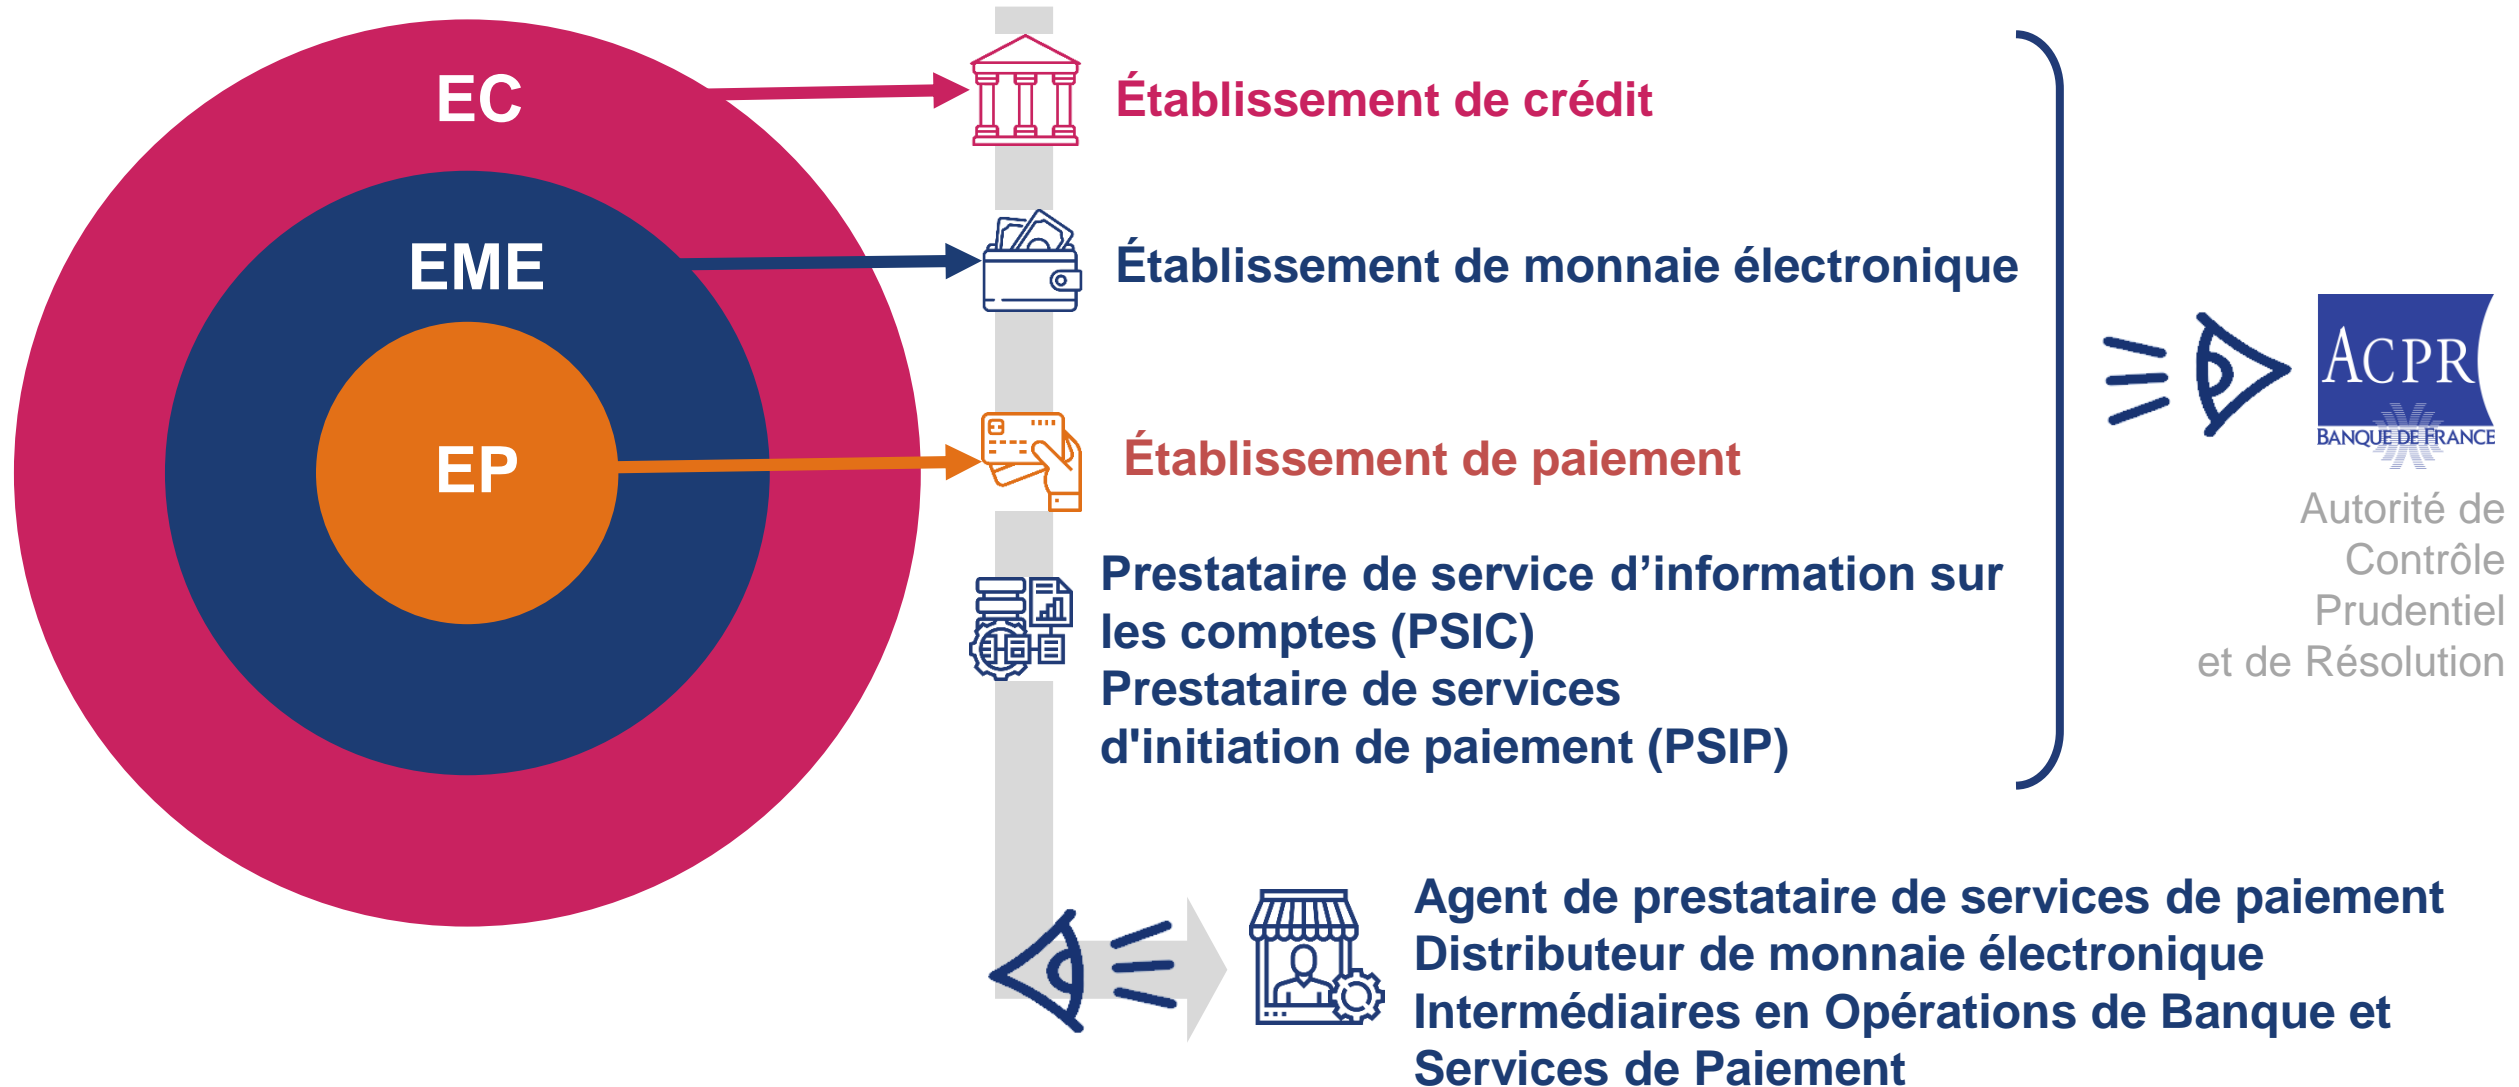 EC
Établissement de crédit
EME
Établissement de monnaie électronique
EP
Établissement de paiement
Prestataire de service d’information sur
les comptes (PSIC)
Prestataire de services
d'initiation de paiement (PSIP)
ACPR
BANQUE DE FRANCE
Autorité de
Contrôle
Prudentiel
et de Résolution
Agent de prestataire de services de paiement
Distributeur de monnaie électronique
Intermédiaires en Opérations de Banque et
Services de Paiement